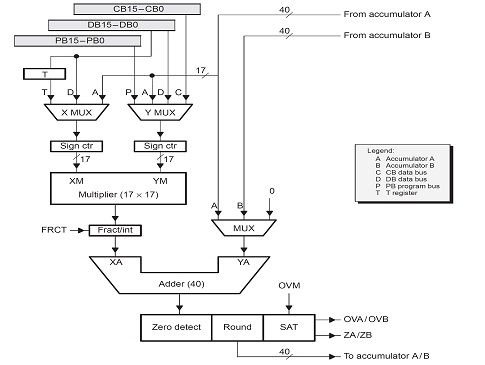 CB15–CB0
DB15–DB0
PB15–PB0
40
From accumulator A
40
From accumulator B
17
T
T D A
P A D C
X MUX
Y MUX
Sign ctr
Sign ctr
17
17
XM YM
Multiplier (17 × 17)
0
A B
MUX
FRCT
Fract/int
XA YA
Adder (40)
OVM
Zero detect
Round
SAT
OVA/OVB
ZA/ZB
40
To accumulator A/B
Legend:
A Accumulator A
B Accumulator B
C CB data bus
D DB data bus
P PB program bus
T T register